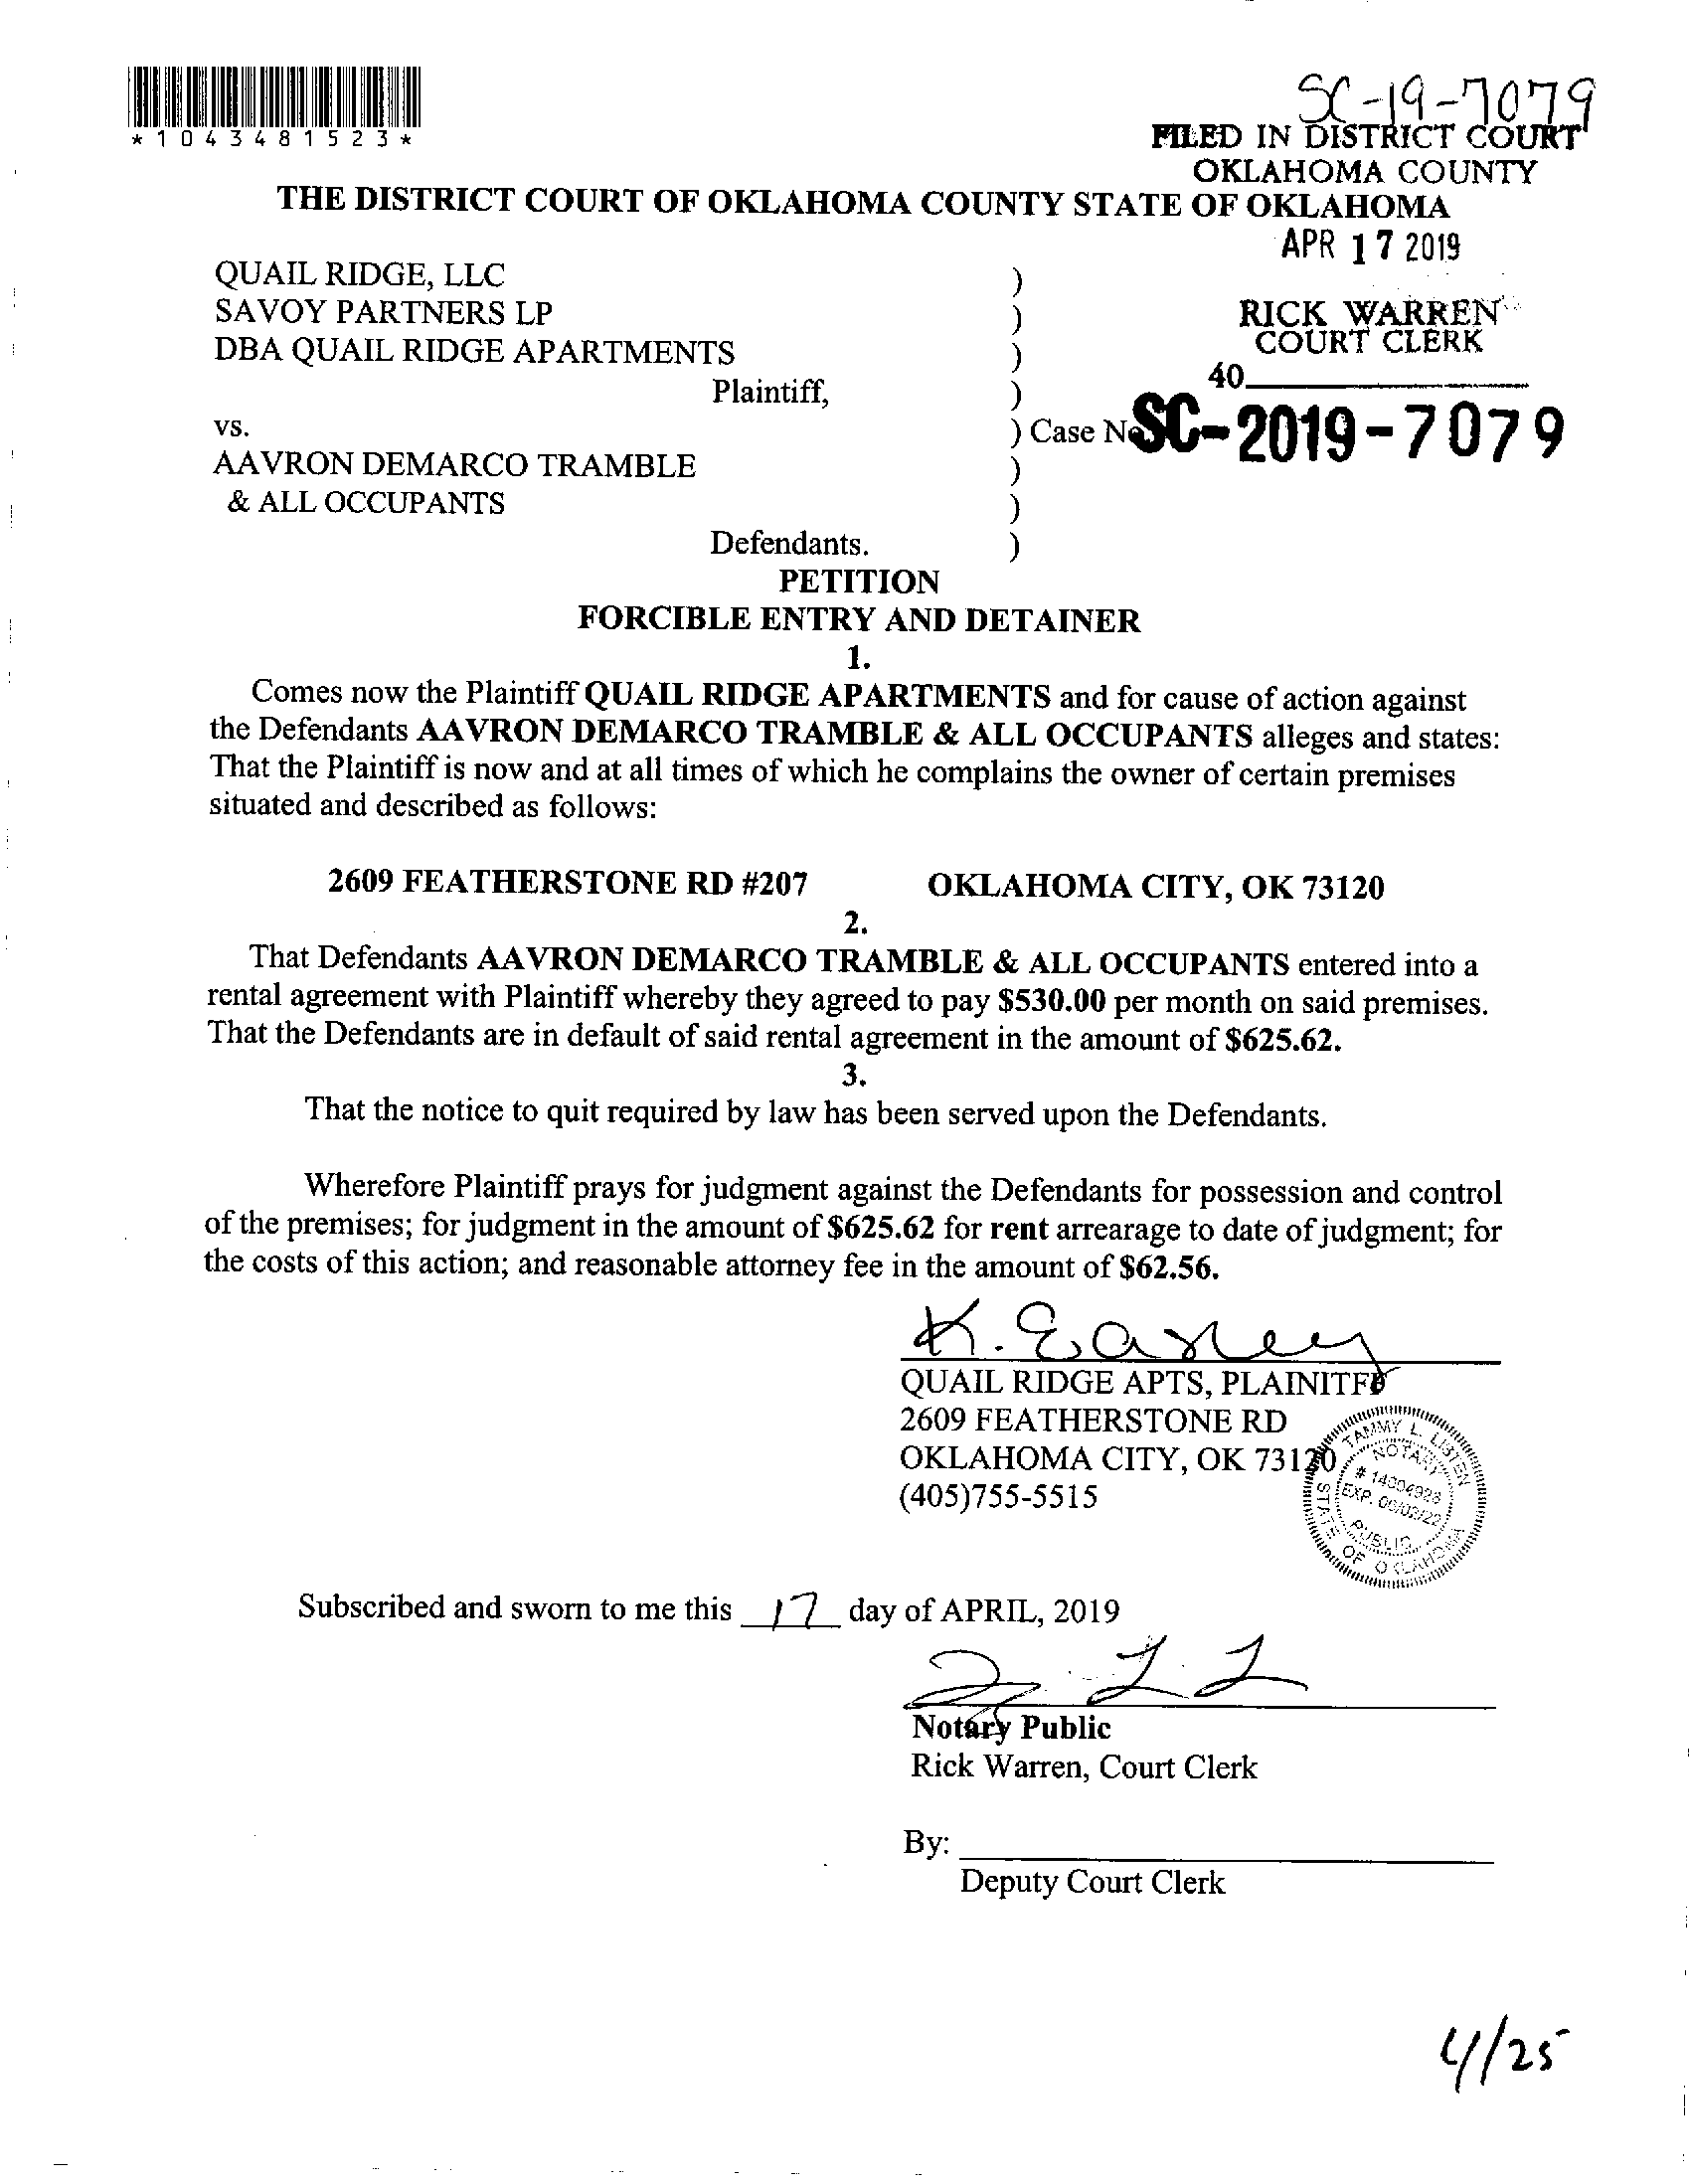 SC-19-7079
*1043481523*
FILED IN DISTRICT COURT
OKLAHOMA COUNTY
THE DISTRICT COURT OF OKLAHOMA COUNTY STATE OF OKLAHOMA
APR 17 2019
QUAIL RIDGE, LLC )
SAVOY PARTNERS LP )
RICK WARREN
COURT CLERK
DBA QUAIL RIDGE APARTMENTS )
40
Plaintiff, )
vs. ) Case No SC-2019-7079
AAVRON DEMARCO TRAMBLE )
& ALL OCCUPANTS )
Defendants. )
PETITION
FORCIBLE ENTRY AND DETAINER
1.
Comes now the Plaintiff QUAIL RIDGE APARTMENTS and for cause of action against
the Defendants AAVRON DEMARCO TRAMBLE & ALL OCCUPANTS alleges and states:
That the Plaintiff is now and at all times of which he complains the owner of certain premises
situated and described as follows:
2609 FEATHERSTONE RD #207 OKLAHOMA CITY, OK 73120
2.
That Defendants AAVRON DEMARCO TRAMBLE & ALL OCCUPANTS entered into a
rental agreement with Plaintiff whereby they agreed to pay $530.00 per month on said premises.
That the Defendants are in default of said rental agreement in the amount of $625.62.
3.
That the notice to quit required by law has been served upon the Defendants.
Wherefore Plaintiff prays for judgment against the Defendants for possession and control
of the premises; for judgment in the amount of $625.62 for rent arrearage to date of judgment; for
the costs of this action; and reasonable attorney fee in the amount of $62.56.
K.
QUAIL RIDGE APTS, PLAINITFF
2609 FEATHERSTONE RD
OKLAHOMA CITY, OK 73120
(405)755-5515
TAMMY L.
NOTARY
# 14004928
EXP.
PUBLIC
STATE OF OKLAHOMA
Subscribed and sworn to me this 17 day of APRIL, 2019
Notary Public
Rick Warren, Court Clerk
By:
Deputy Court Clerk
4/25